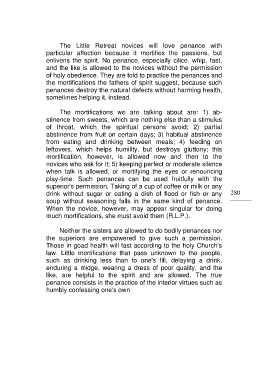 The Little Retreat novices will love penance with
particular affection because it mortifies the passions, but
enlivens the spirit. No penance, especially cilice, whip, fast,
and the like is allowed to the novices without the permission
of holy obedience. They are told to practice the penances and
the mortifications the fathers of spirit suggest, because such
penances destroy the natural defects without harming health,
sometimes helping it, instead.
The mortifications we are talking about are: 1) ab-
stinence from sweets, which are nothing else than a stimulus
of throat, which the spiritual persons avoid; 2) partial
abstinence from fruit on certain days; 3) habitual abstinence
from eating and drinking between meals; 4) feeding on
leftovers, which helps humility, but destroys gluttony; this
mortification, however, is allowed now and then to the
novices who ask for it; 5) keeping perfect or moderate silence
when talk is allowed, or mortifying the eyes or renouncing
play-time. Such penances can be used fruitfully with the
superior's permission. Taking of a cup of coffee or milk or any
drink without sugar or eating a dish of flood or fish or any
soup without seasoning falls in the same kind of penance.
When the novice, however, may appear singular for doing
much mortifications, she must avoid them (R.L.P.).
280
Neither the sisters are allowed to do bodily penances nor
the superiors are empowered to give such a permission.
Those in goad health will fast according to the holy Church's
law. Little mortifications that pass unknown to the people,
such as drinking less than to one's fill, delaying a drink,
enduring a midge, wearing a dress of poor quality, and the
like, are helpful to the spirit and are allowed. The true
penance consists in the practice of the interior virtues such as
humbly confessing one's own